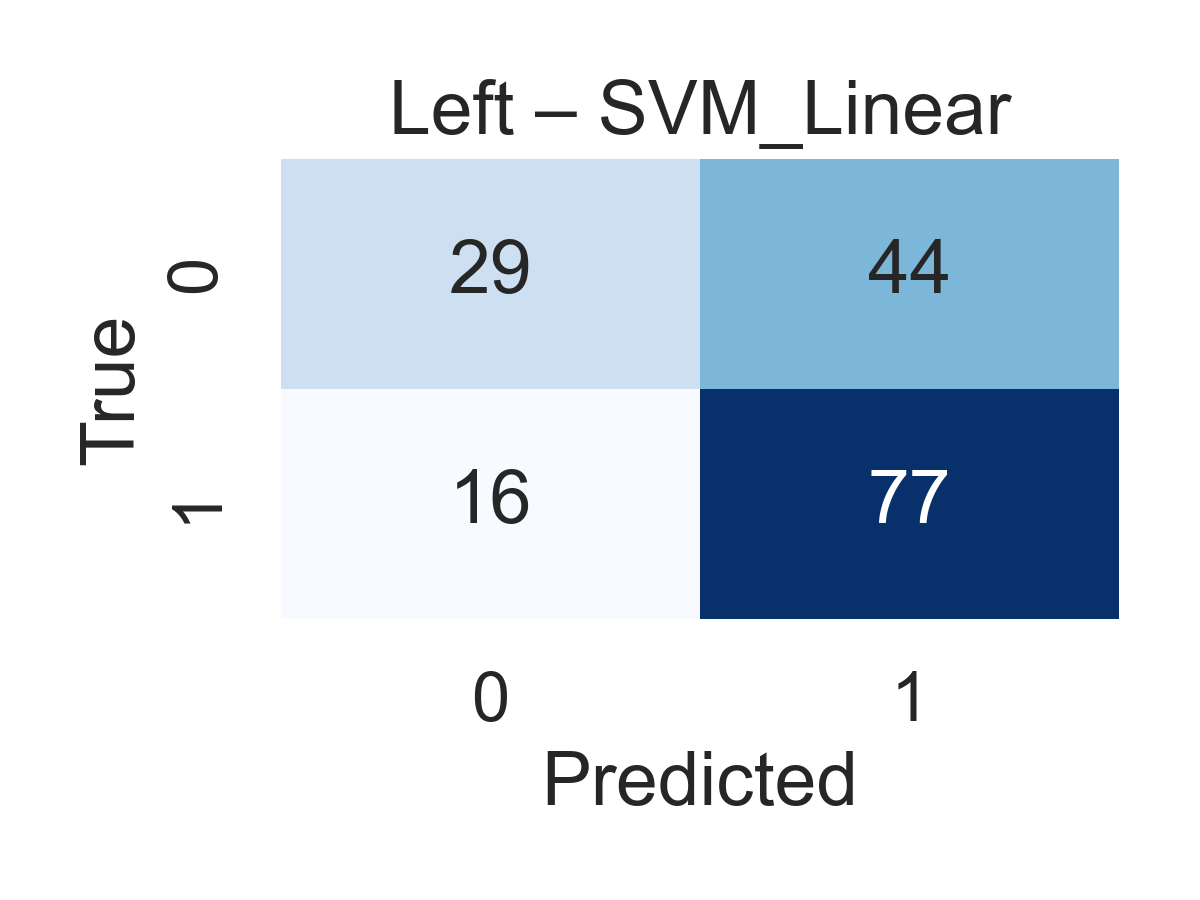 Left – SVM_Linear
0 29 44
True
1 16 77
0 1
Predicted